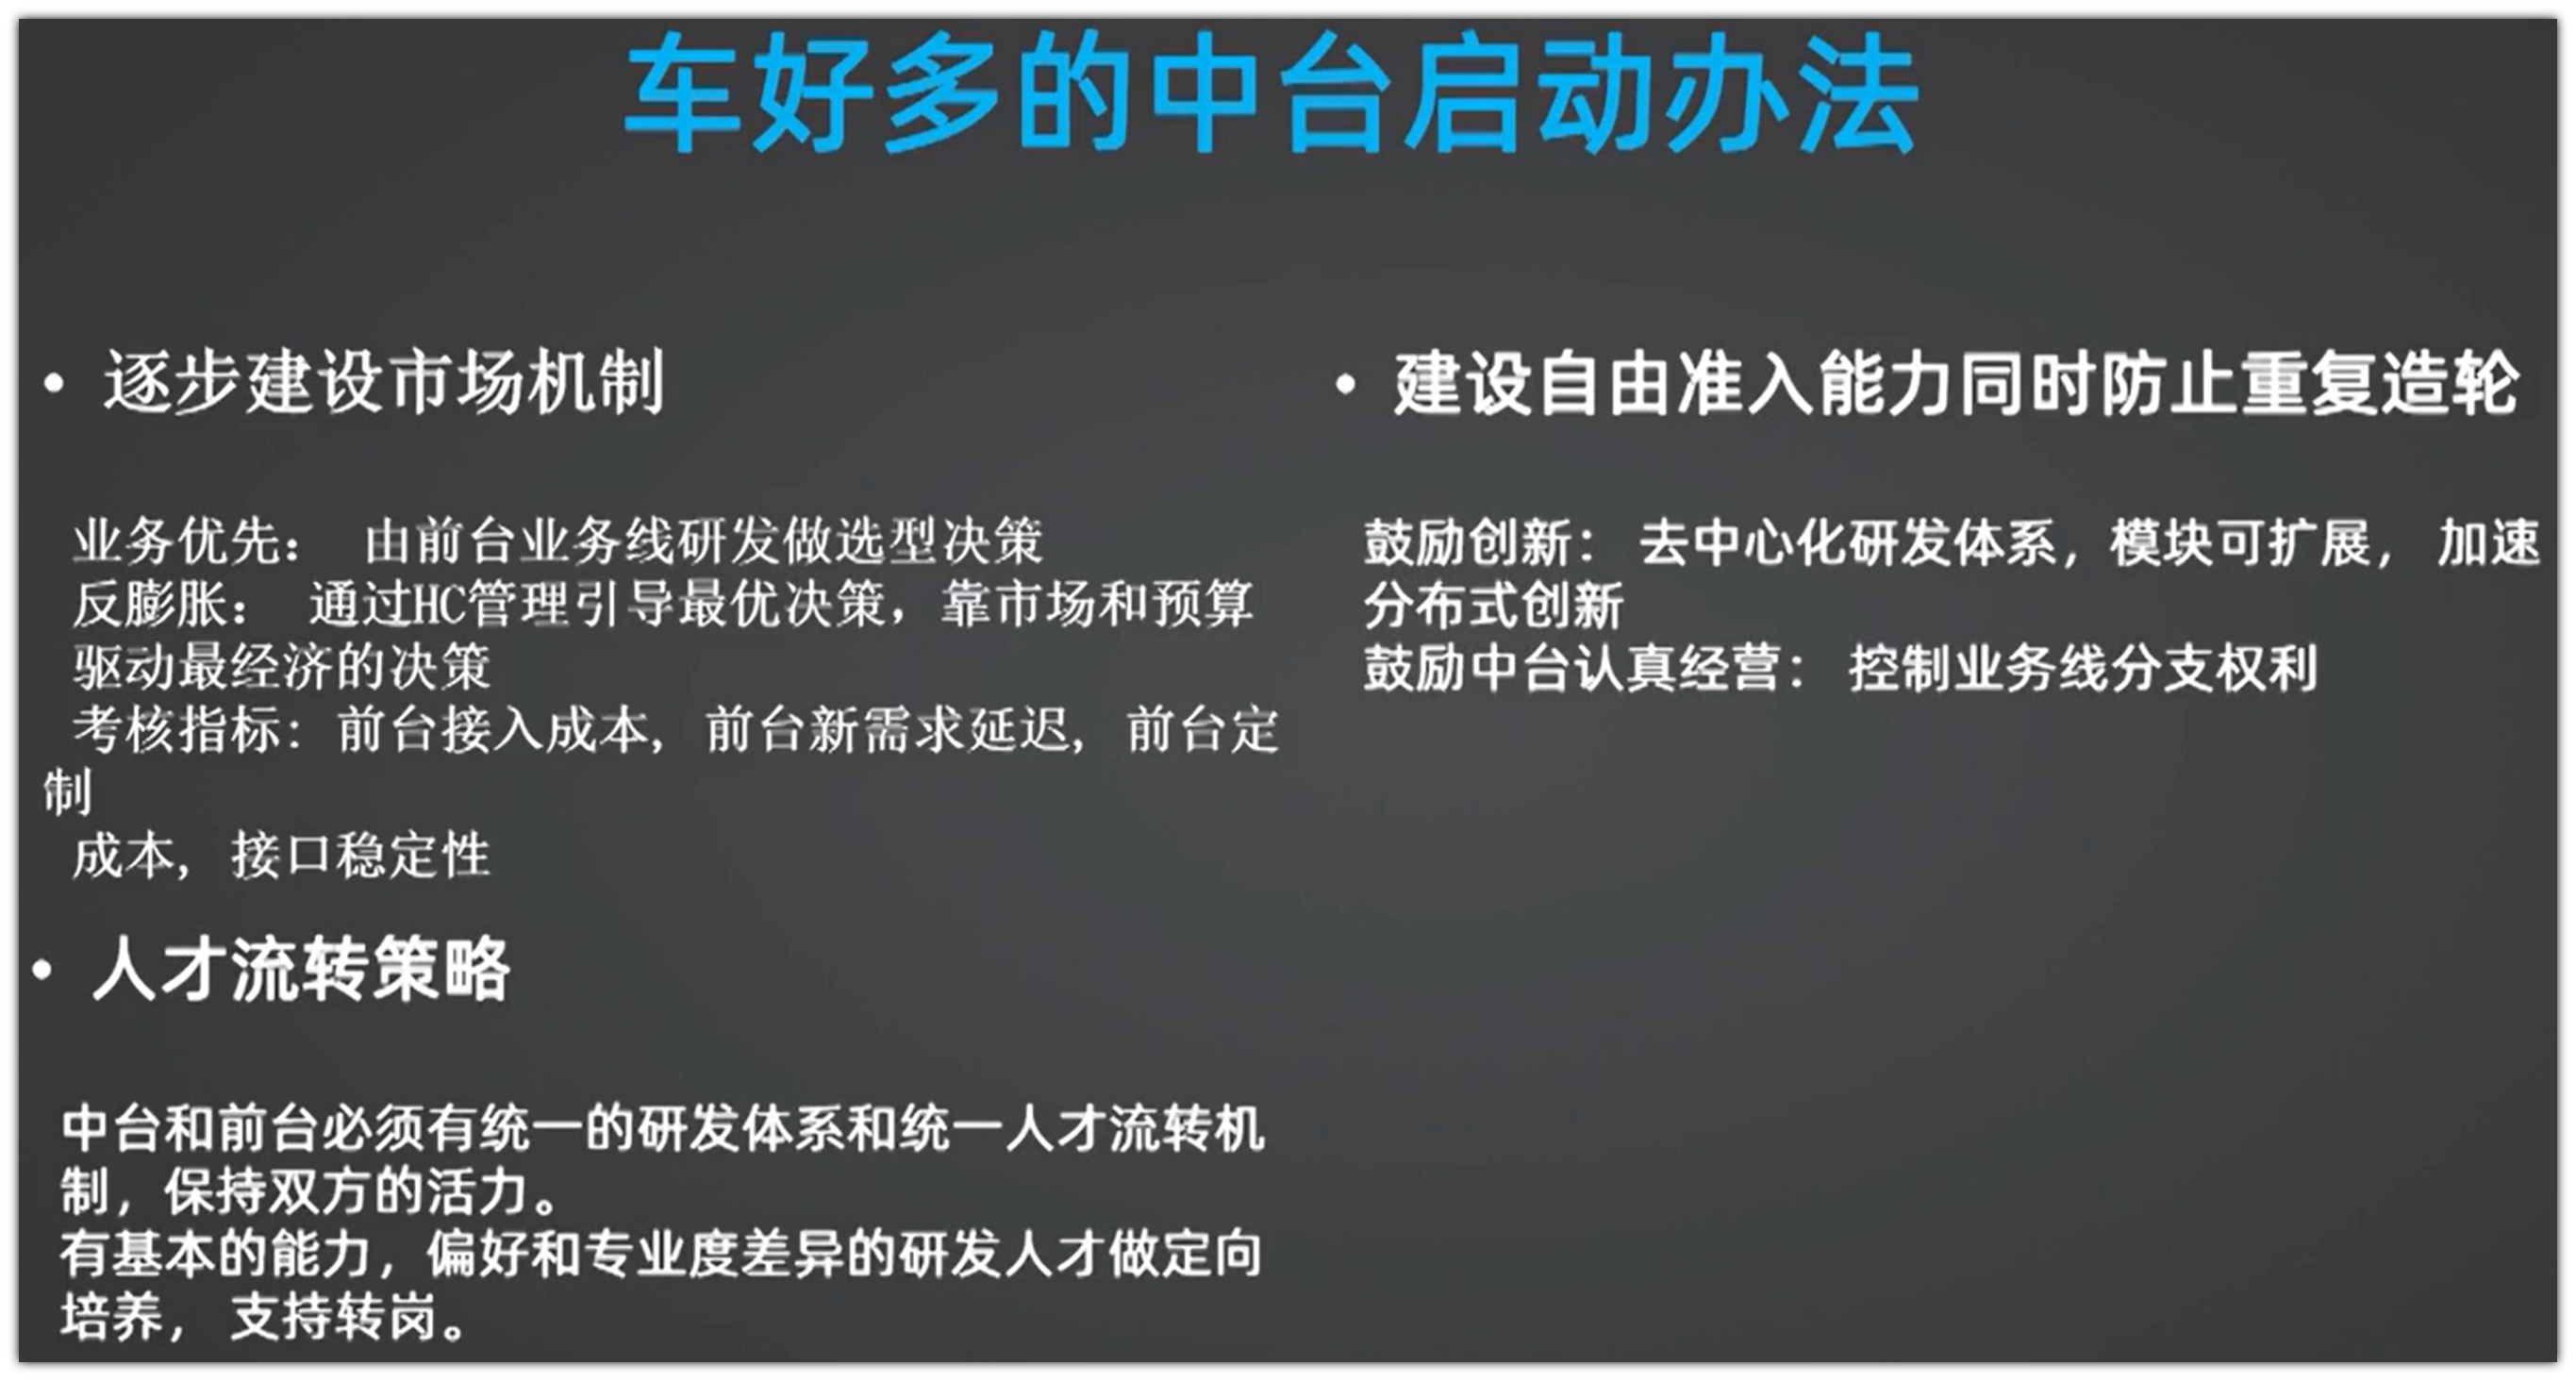 车好多的中台启动办法
• 逐步建设市场机制
业务优先： 由前台业务线研发做选型决策
反膨胀： 通过HC管理引导最优决策，靠市场和预算
驱动最经济的决策
考核指标：前台接入成本, 前台新需求延迟, 前台定
制
成本, 接口稳定性
• 人才流转策略
中台和前台必须有统一的研发体系和统一人才流转机
制，保持双方的活力。
有基本的能力，偏好和专业度差异的研发人才做定向
培养， 支持转岗。
• 建设自由准入能力同时防止重复造轮
鼓励创新： 去中心化研发体系，模块可扩展， 加速
分布式创新
鼓励中台认真经营： 控制业务线分支权利